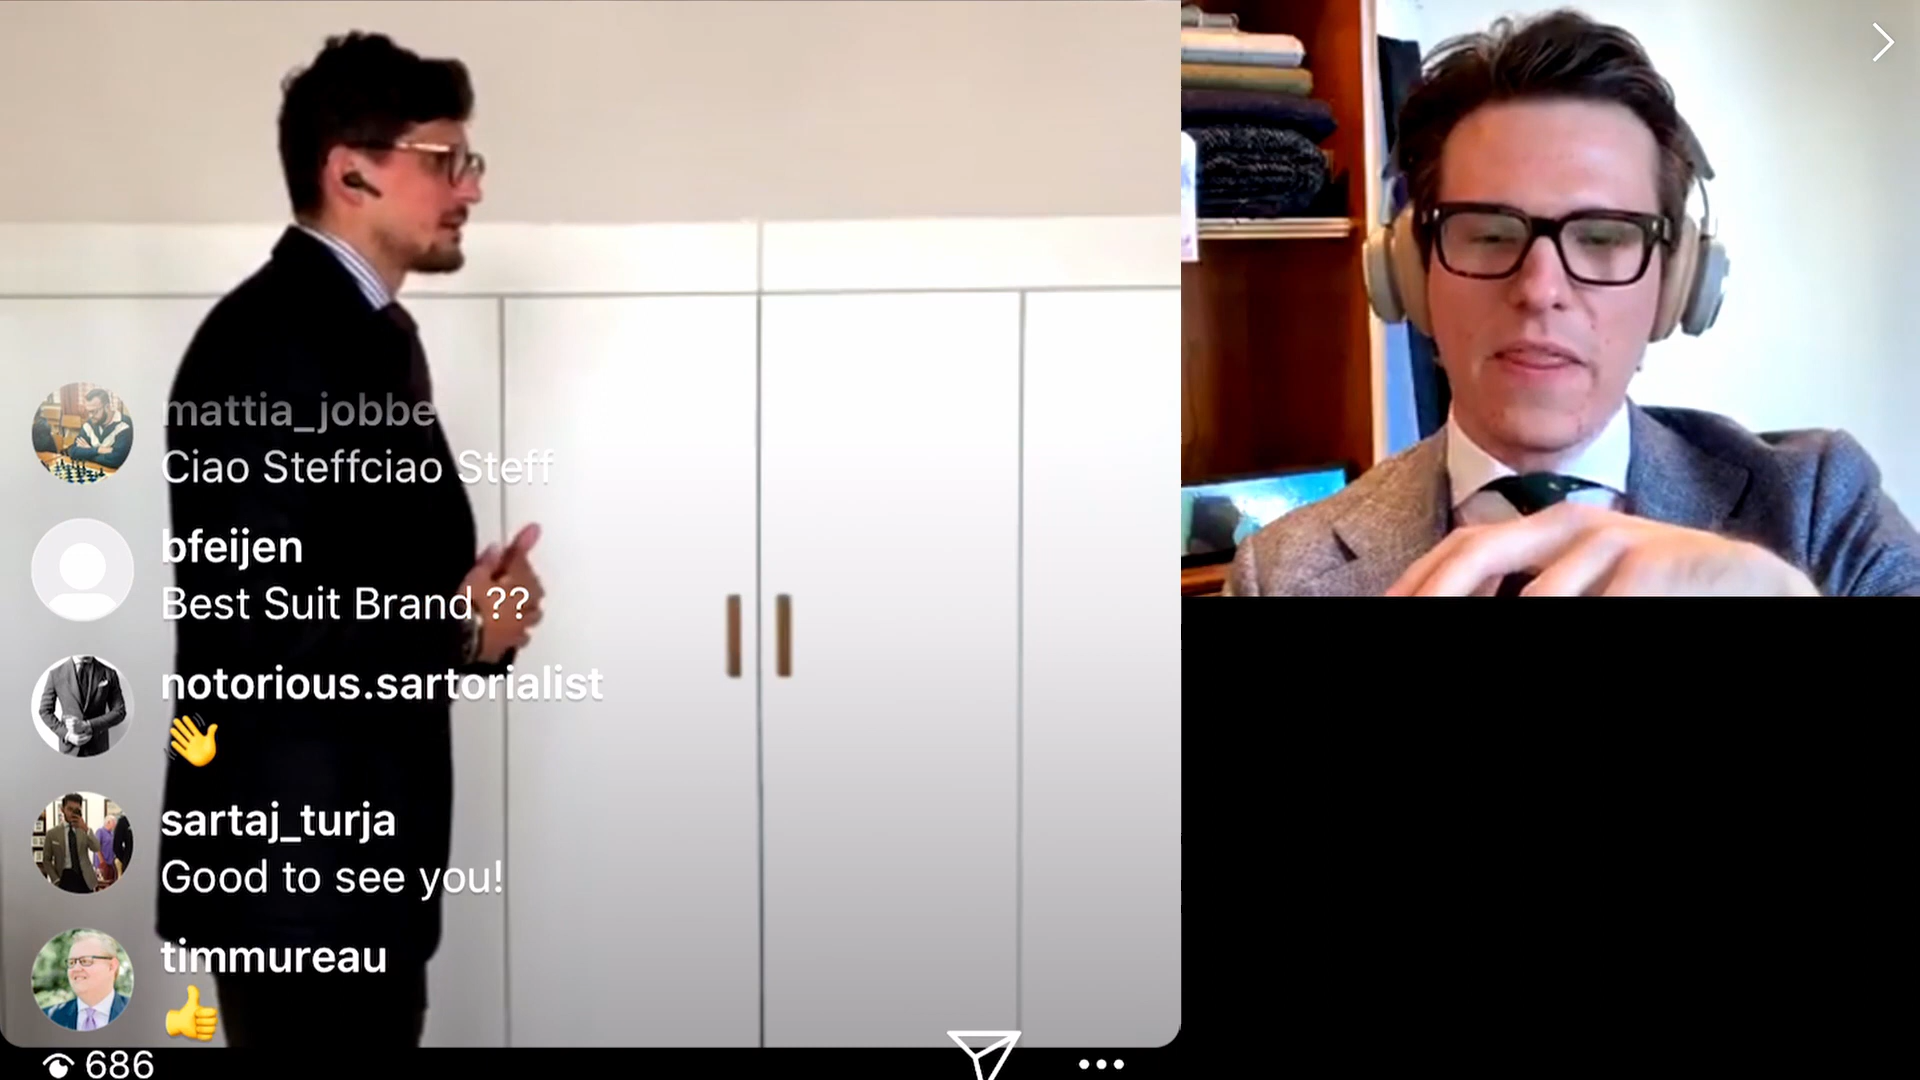 mattia_jobbe
Ciao Steffciao Steff
bfeijen
Best Suit Brand ??
notorious.sartorialist
👋
sartaj_turja
Good to see you!
timmureau
👍
686